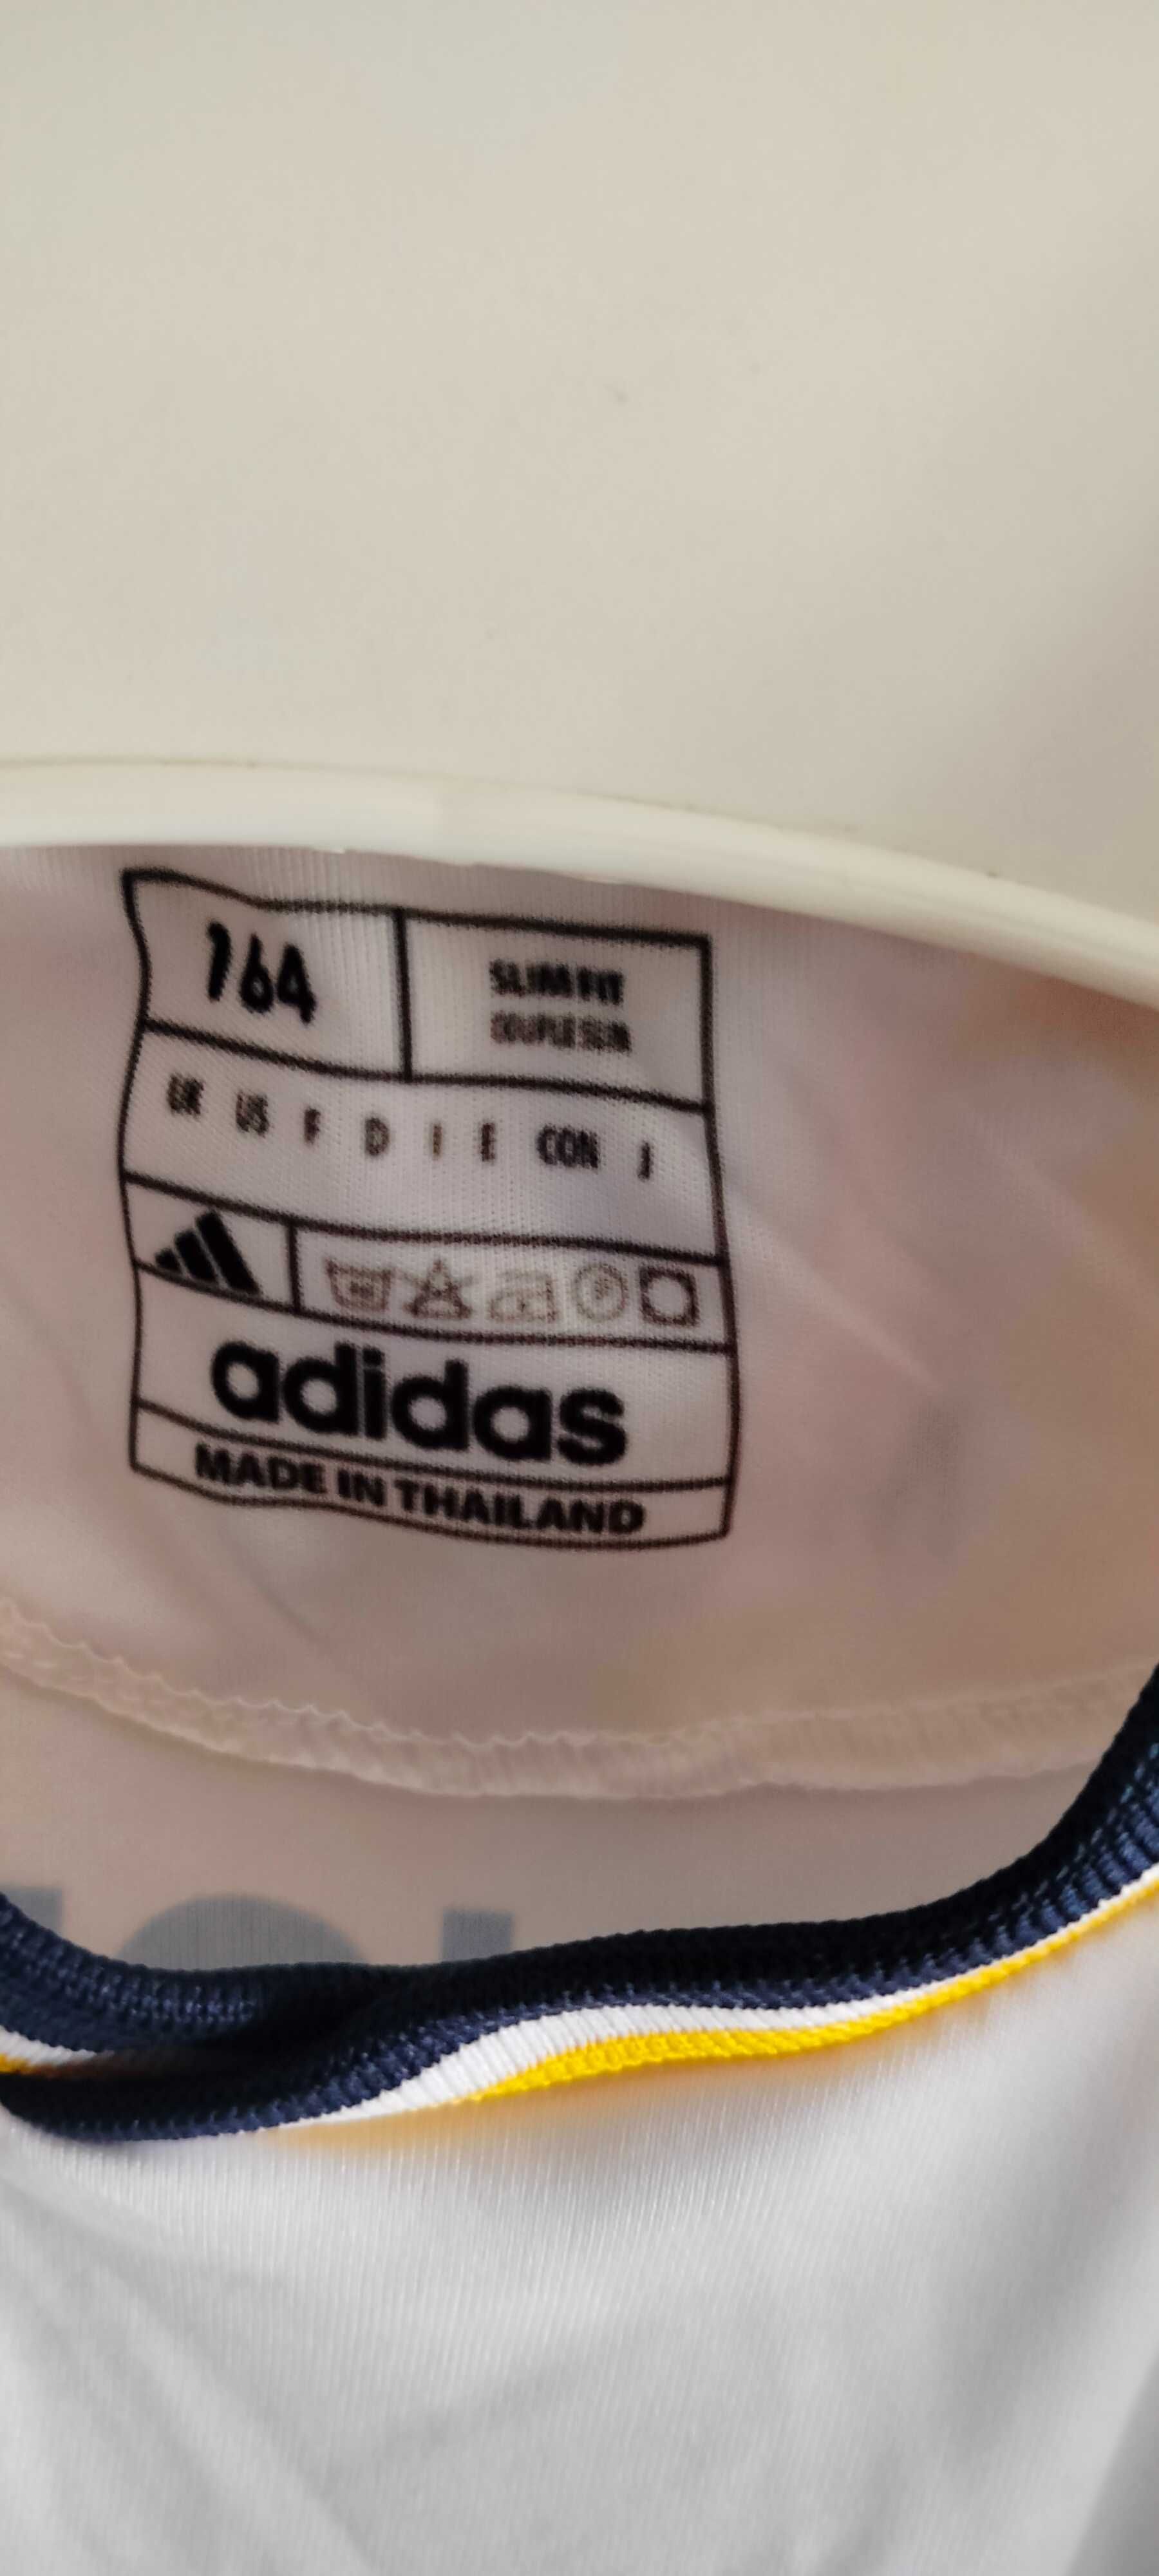 164
SLIM FIT
UK US F D I E CON J
adidas
MADE IN THAILAND